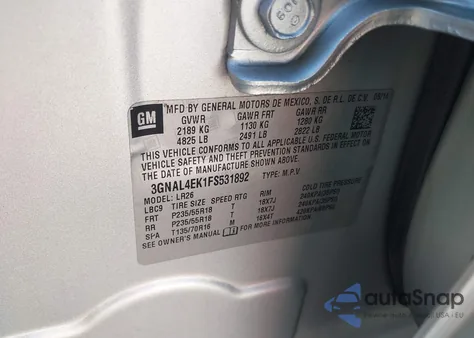 609
GM
MFD BY GENERAL MOTORS DE MEXICO, S. DE R.L. DE C.V.
GVWR GAWR FRT GAWR RR
2189 KG 1130 KG 1280 KG
4825 LB 2491 LB 2822 LB
THIS VEHICLE CONFORMS TO ALL APPLICABLE
U.S. FEDERAL MOTOR VEHICLE SAFETY AND
THEFT PREVENTION STANDARDS IN EFFECT ON THE
DATE OF MANUFACTURE SHOWN ABOVE.
3GNAL4EK1FS531892 TYPE: M.P.V.
MODEL: LR26
LBC9 TIRE SIZE SPEED RTG RIM COLD TIRE PRESSURE
FRT P235/55R18 T 18X7J
RR P235/55R18 T 18X7J
SPA T135/70R16 M 16X4T
SEE OWNER'S MANUAL FOR MORE INFORMATION.
autoSnap